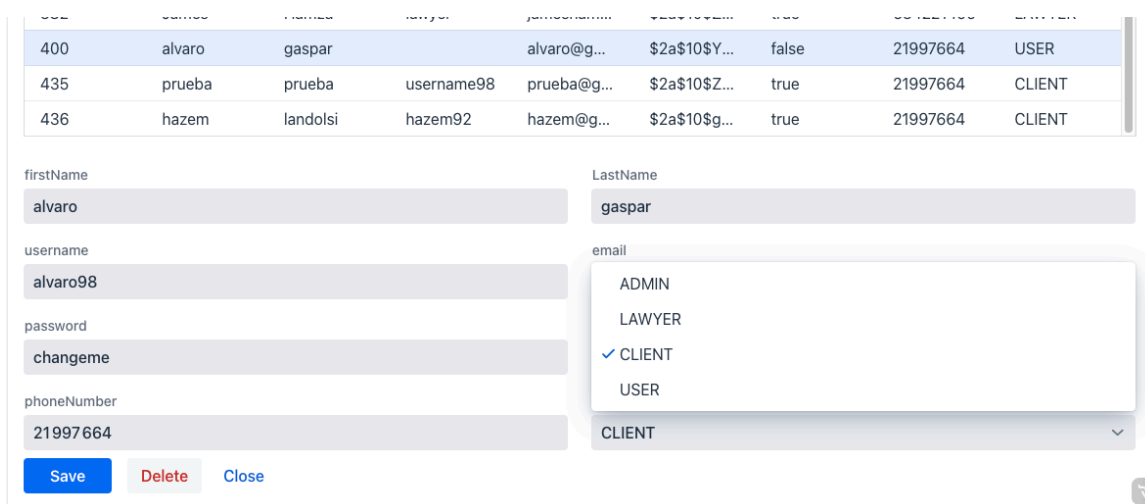 400 alvaro gaspar alvaro@g... $2a$10$Y... false 21997664 USER
435 prueba prueba username98 prueba@g... $2a$10$Z... true 21997664 CLIENT
436 hazem landolsi hazem92 hazem@g... $2a$10$g... true 21997664 CLIENT
firstName LastName
alvaro gaspar
username email
alvaro98
ADMIN
LAWYER
password
changeme
CLIENT
USER
phoneNumber
21997664 CLIENT
Save Delete Close